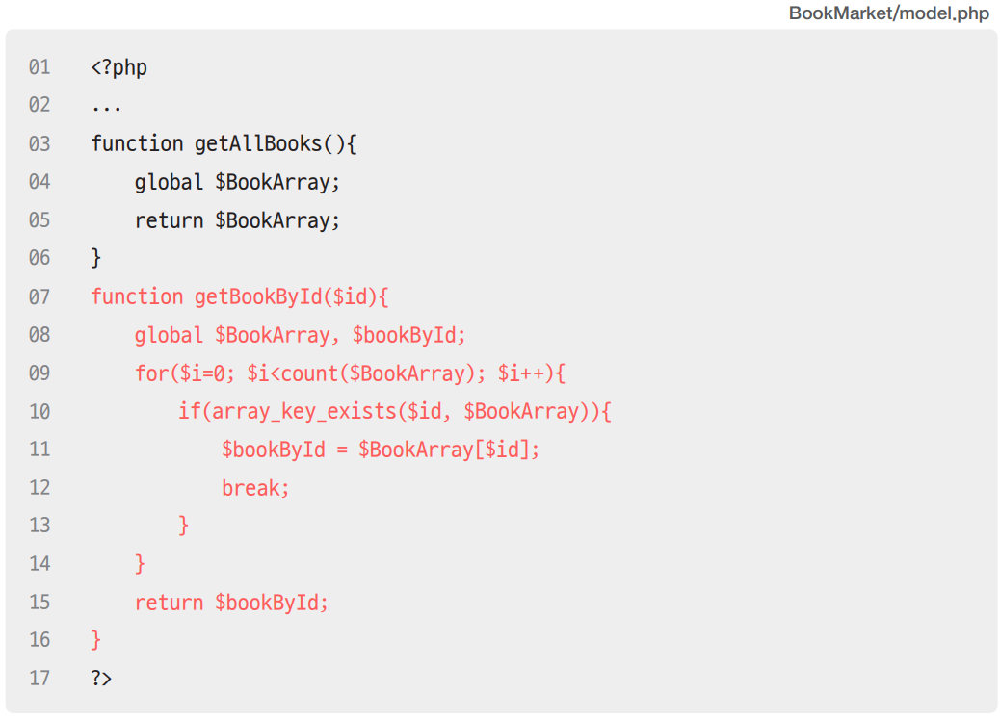 BookMarket/model.php
01 <?php
02 ...
03 function getAllBooks(){
04     global $BookArray;
05     return $BookArray;
06 }
07 function getBookById($id){
08     global $BookArray, $bookById;
09     for($i=0; $i<count($BookArray); $i++){
10         if(array_key_exists($id, $BookArray)){
11             $bookById = $BookArray[$id];
12             break;
13         }
14     }
15     return $bookById;
16 }
17 ?>